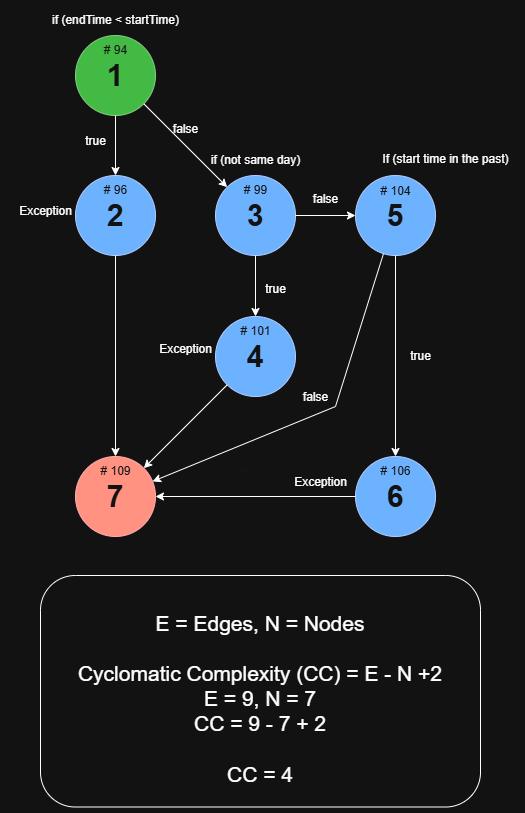 if (endTime < startTime)
# 94
1
true
false
if (not same day)
If (start time in the past)
Exception
# 96
2
# 99
3
false
# 104
5
true
Exception
# 101
4
true
false
# 109
7
Exception
# 106
6
E = Edges, N = Nodes
Cyclomatic Complexity (CC) = E - N +2
E = 9, N = 7
CC = 9 - 7 + 2
CC = 4